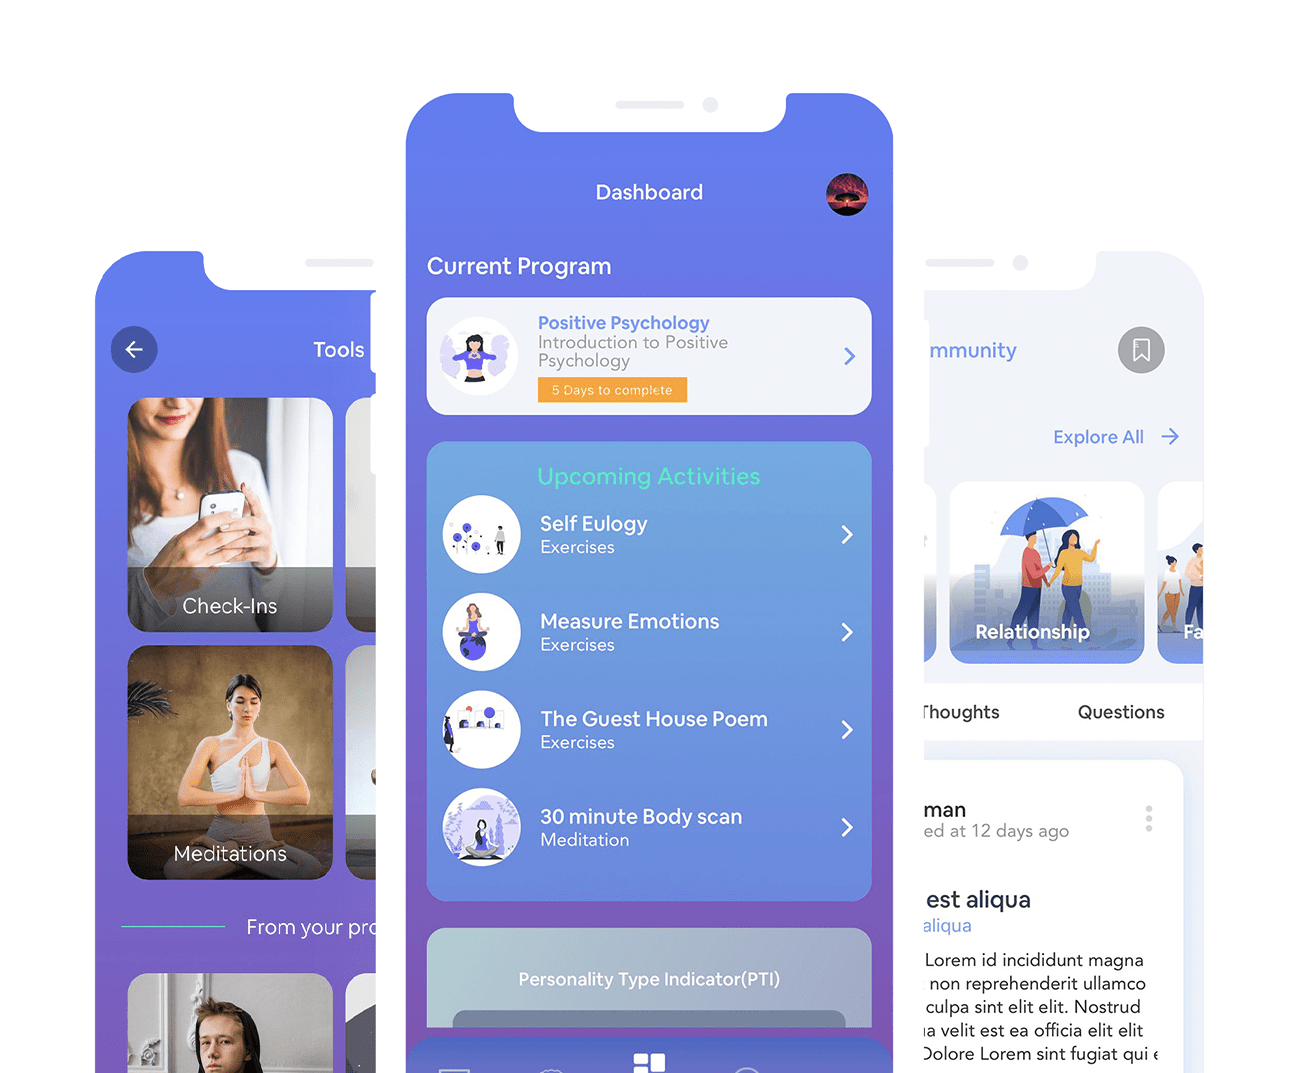 Tools
Check-Ins
Meditations
From your pro
Dashboard
Current Program
Positive Psychology
Introduction to Positive
Psychology
5 Days to complete
Upcoming Activities
Self Eulogy
Exercises
Measure Emotions
Exercises
The Guest House Poem
Exercises
30 minute Body scan
Meditation
Personality Type Indicator(PTI)
mmunity
Explore All
Relationship
Fa
Thoughts
Questions
man
ed at 12 days ago
est aliqua
aliqua
Lorem id incididunt magna
non reprehenderit ullamco
culpa sint elit elit. Nostrud
velit est ea officia elit elit
Dolore Lorem sint fugiat qui